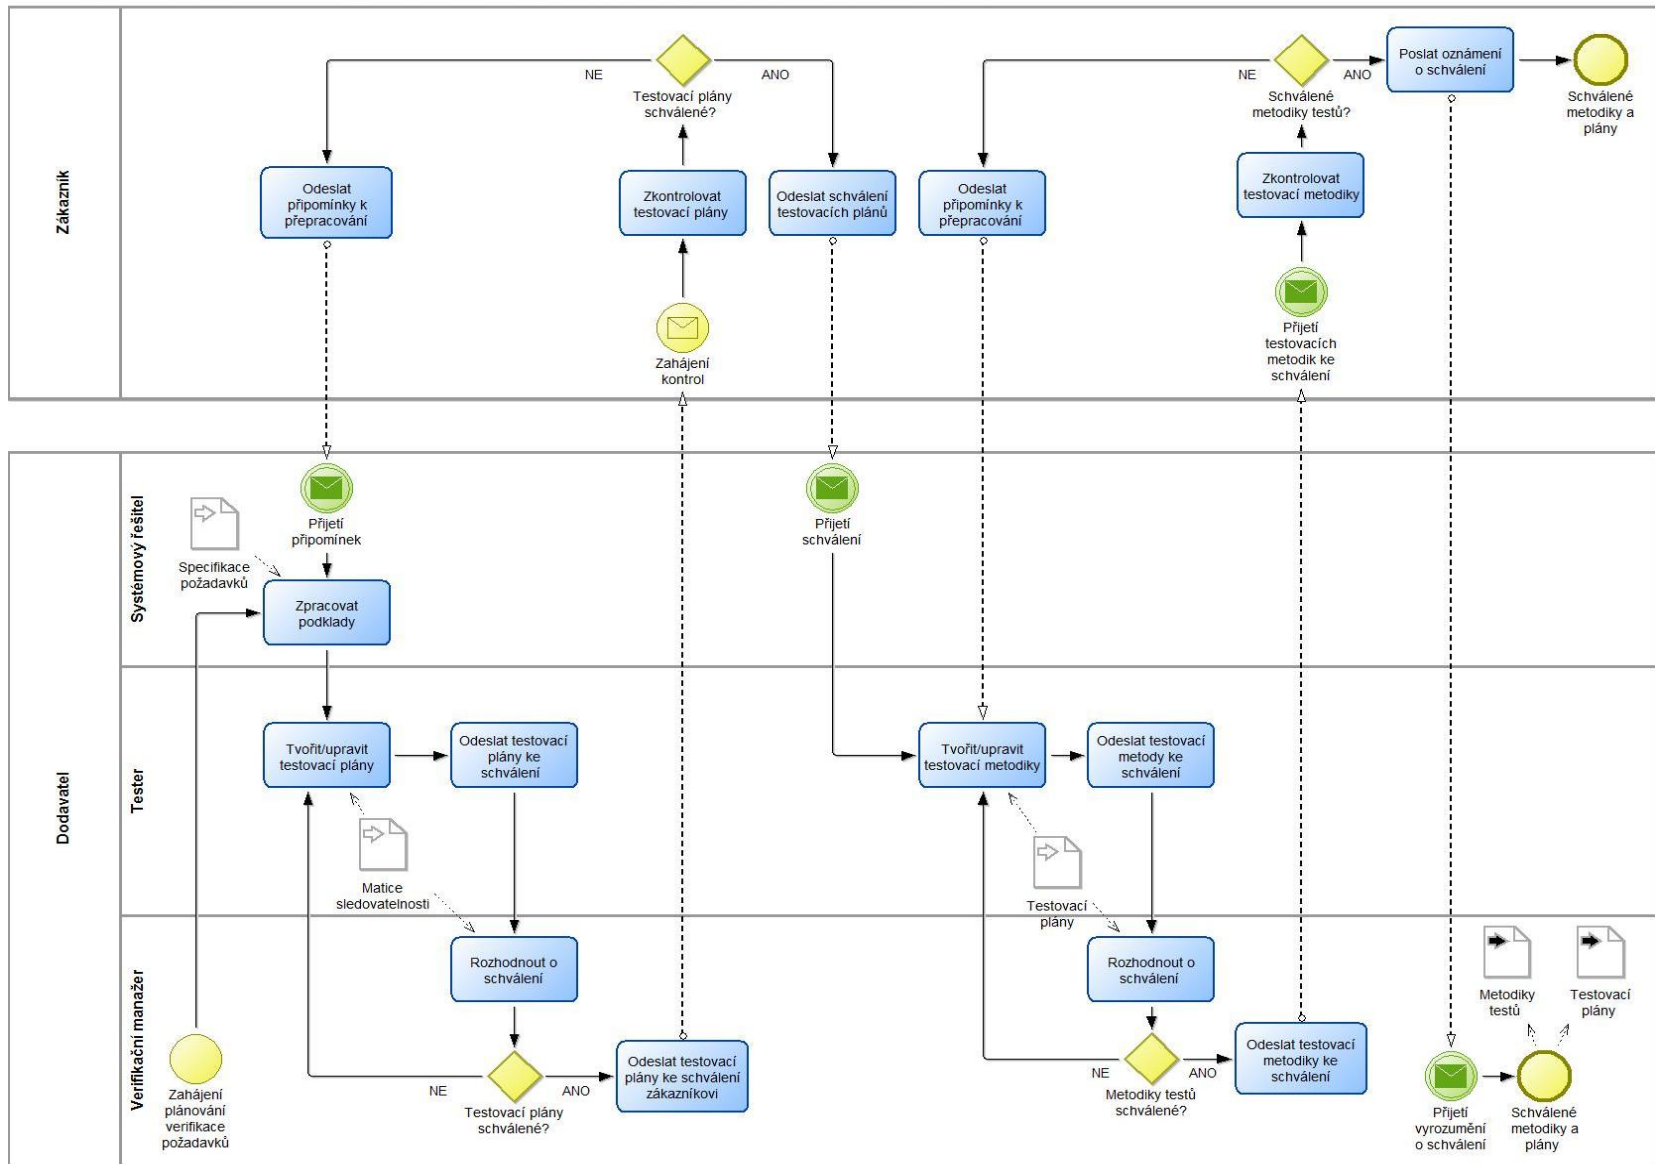 Zákazník
NE
ANO
Testovací plány
schválené?
NE
ANO
Schválené
metodiky testů?
Poslat oznámení
o schválení
Schválené
metodiky a
plány
Odeslat
připomínky k
přepracování
Zkontrolovat
testovací plány
Odeslat schválení
testovacích plánů
Odeslat
připomínky k
přepracování
Zkontrolovat
testovací metodiky
Zahájení
kontrol
Přijetí
testovacích
metodik ke
schválení
Dodavatel
Systémový řešitel
Přijetí
připomínek
Přijetí
schválení
Specifikace
požadavků
Zpracovat
podklady
Tester
Tvořit/upravit
testovací plány
Odeslat testovací
plány ke
schválení
Tvořit/upravit
testovací metodiky
Odeslat testovací
metody ke
schválení
Matice
sledovatelnosti
Testovací
plány
Verifikační manažer
Rozhodnout o
schválení
Rozhodnout o
schválení
Metodiky
testů
Testovací
plány
Zahájení
plánování
verifikace
požadavků
NE
ANO
Testovací plány
schválené?
Odeslat testovací
plány ke schválení
zákazníkovi
NE
ANO
Metodiky testů
schválené?
Odeslat testovací
metodiky ke
schválení
Přijetí
vyrozumění
o schválení
Schválené
metodiky a
plány